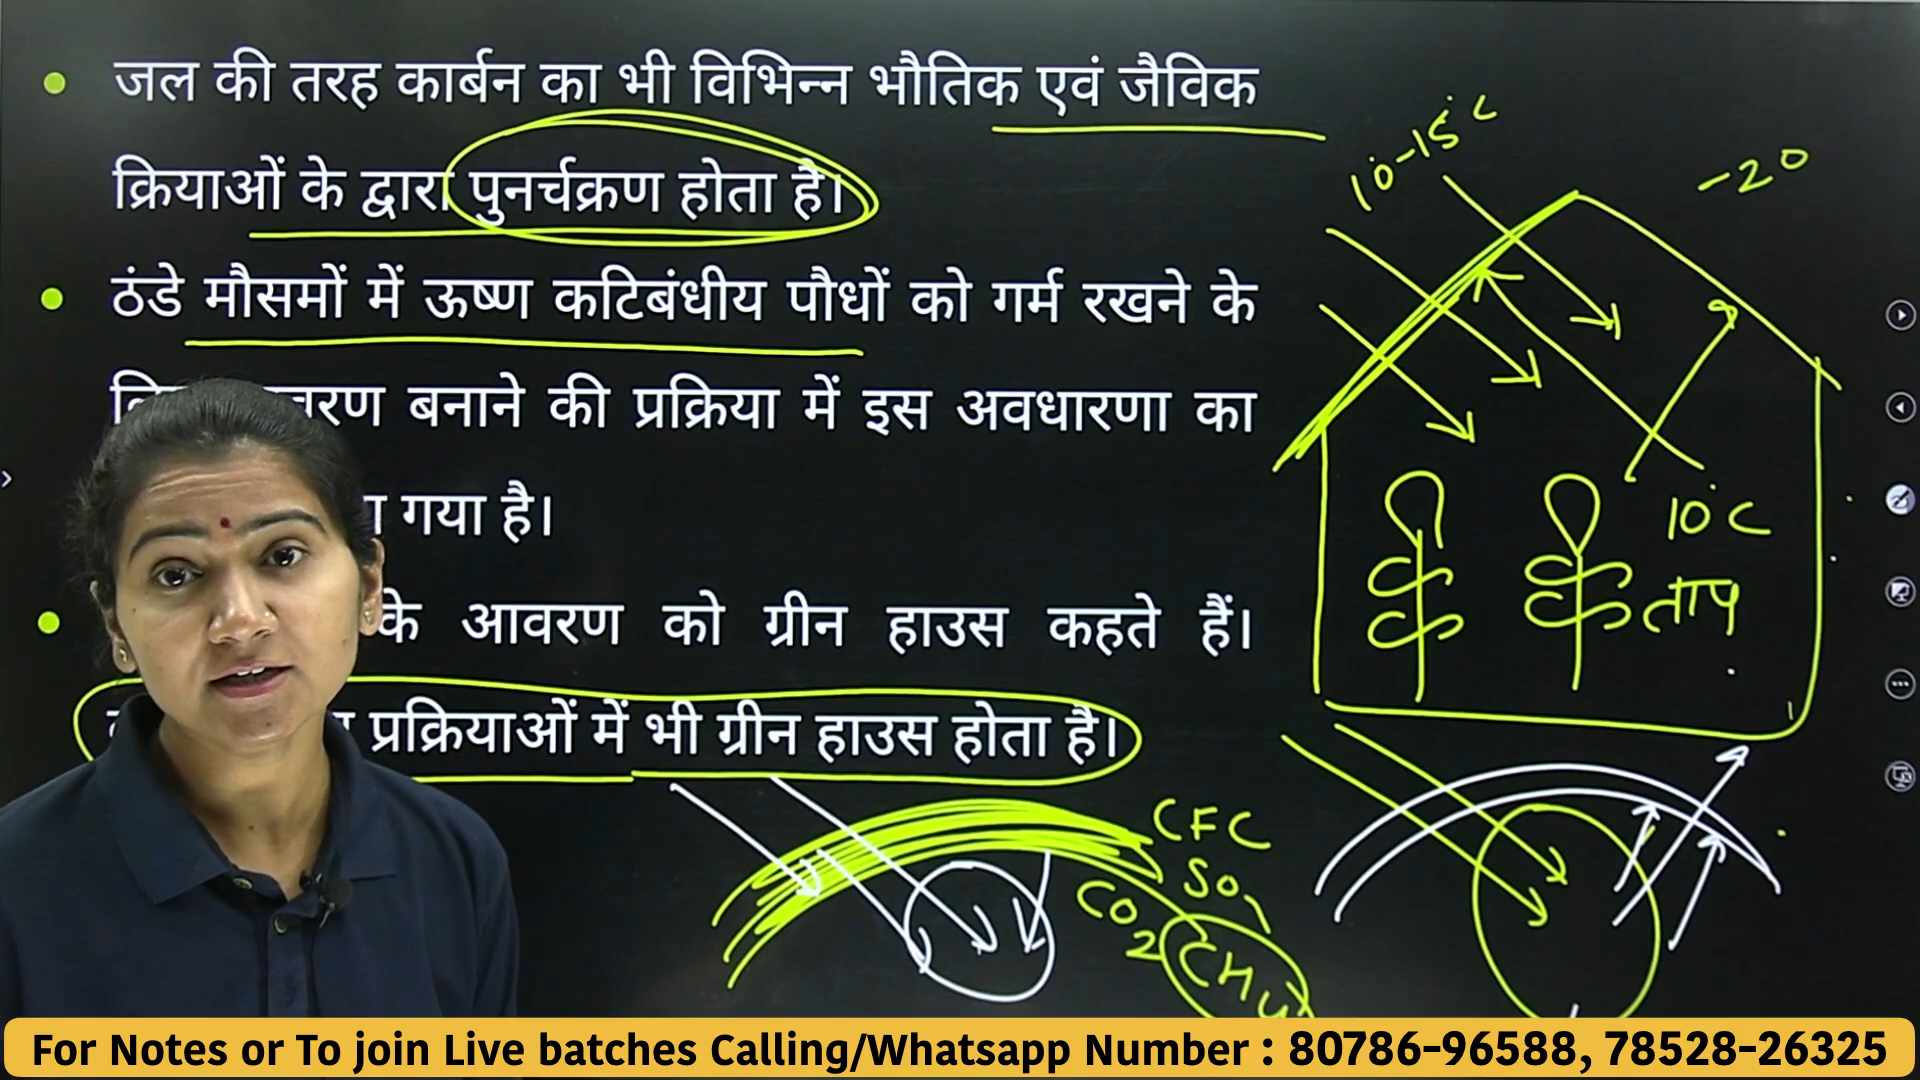 जल की तरह कार्बन का भी विभिन्न भौतिक एवं जैविक
क्रियाओं के द्वारा पुनर्चक्रण होता है।
ठंडे मौसमों में ऊष्ण कटिबंधीय पौधों को गर्म रखने के
बनाने की प्रक्रिया में इस अवधारणा का
गया है।
के आवरण को ग्रीन हाउस कहते हैं।
प्रक्रियाओं में भी ग्रीन हाउस होता है।
10-15°C
-20
10°C
ताप
CFC
SO2
CO2
CH4
For Notes or To join Live batches Calling/Whatsapp Number : 80786-96588, 78528-26325